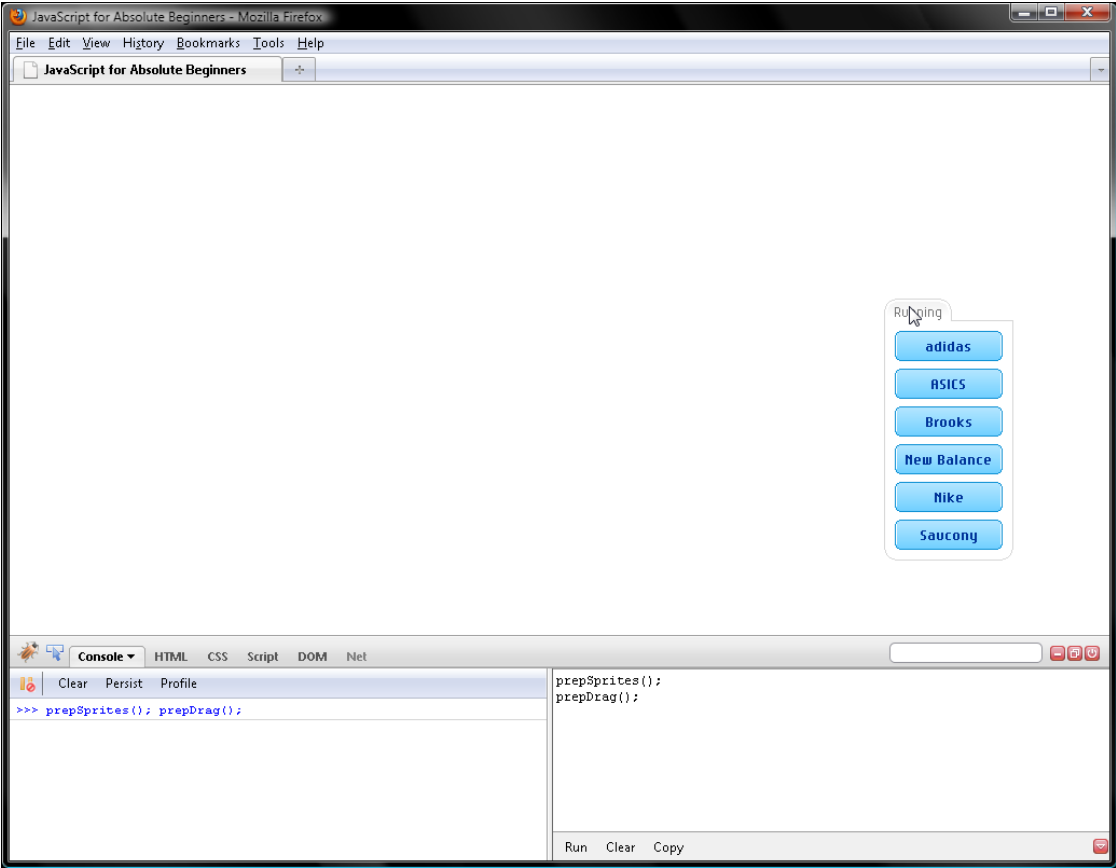 JavaScript for Absolute Beginners - Mozilla Firefox
File Edit View History Bookmarks Tools Help
JavaScript for Absolute Beginners
Running
adidas
ASICS
Brooks
New Balance
Nike
Saucony
Console HTML CSS Script DOM Net
Clear Persist Profile
>>> prepSprites(); prepDrag();
prepSprites();
prepDrag();
Run Clear Copy